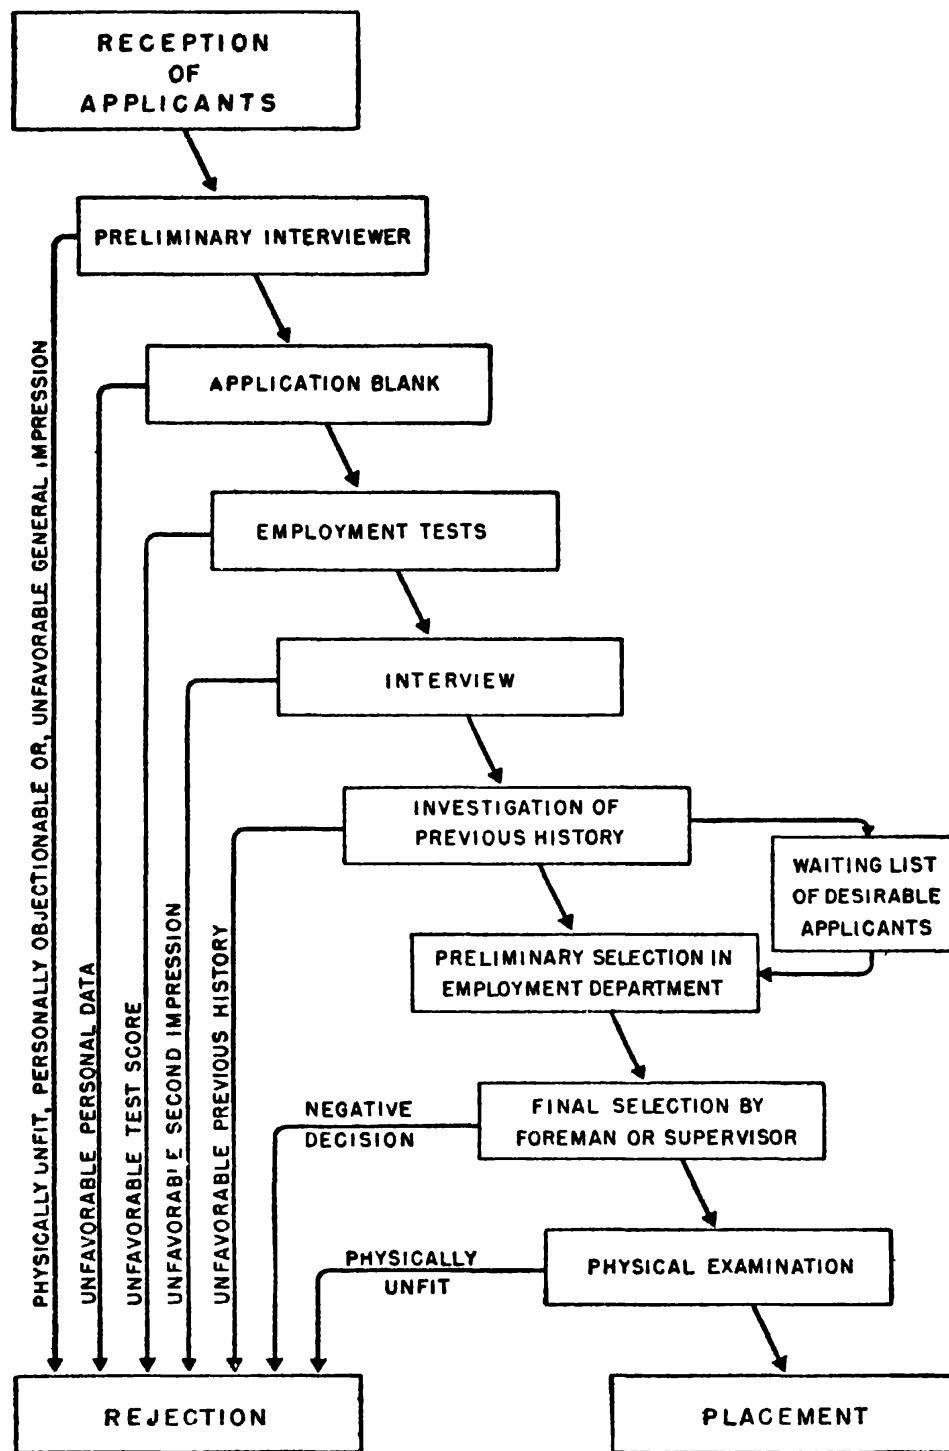 RECEPTION
OF
APPLICANTS
PRELIMINARY INTERVIEWER
APPLICATION BLANK
EMPLOYMENT TESTS
INTERVIEW
INVESTIGATION OF
PREVIOUS HISTORY
WAITING LIST
OF DESIRABLE
APPLICANTS
PRELIMINARY SELECTION IN
EMPLOYMENT DEPARTMENT
FINAL SELECTION BY
FOREMAN OR SUPERVISOR
NEGATIVE
DECISION
PHYSICAL EXAMINATION
PHYSICALLY
UNFIT
PHYSICALLY UNFIT, PERSONALLY OBJECTIONABLE OR, UNFAVORABLE GENERAL IMPRESSION
UNFAVORABLE PERSONAL DATA
UNFAVORABLE TEST SCORE
UNFAVORABLE SECOND IMPRESSION
UNFAVORABLE PREVIOUS HISTORY
REJECTION
PLACEMENT